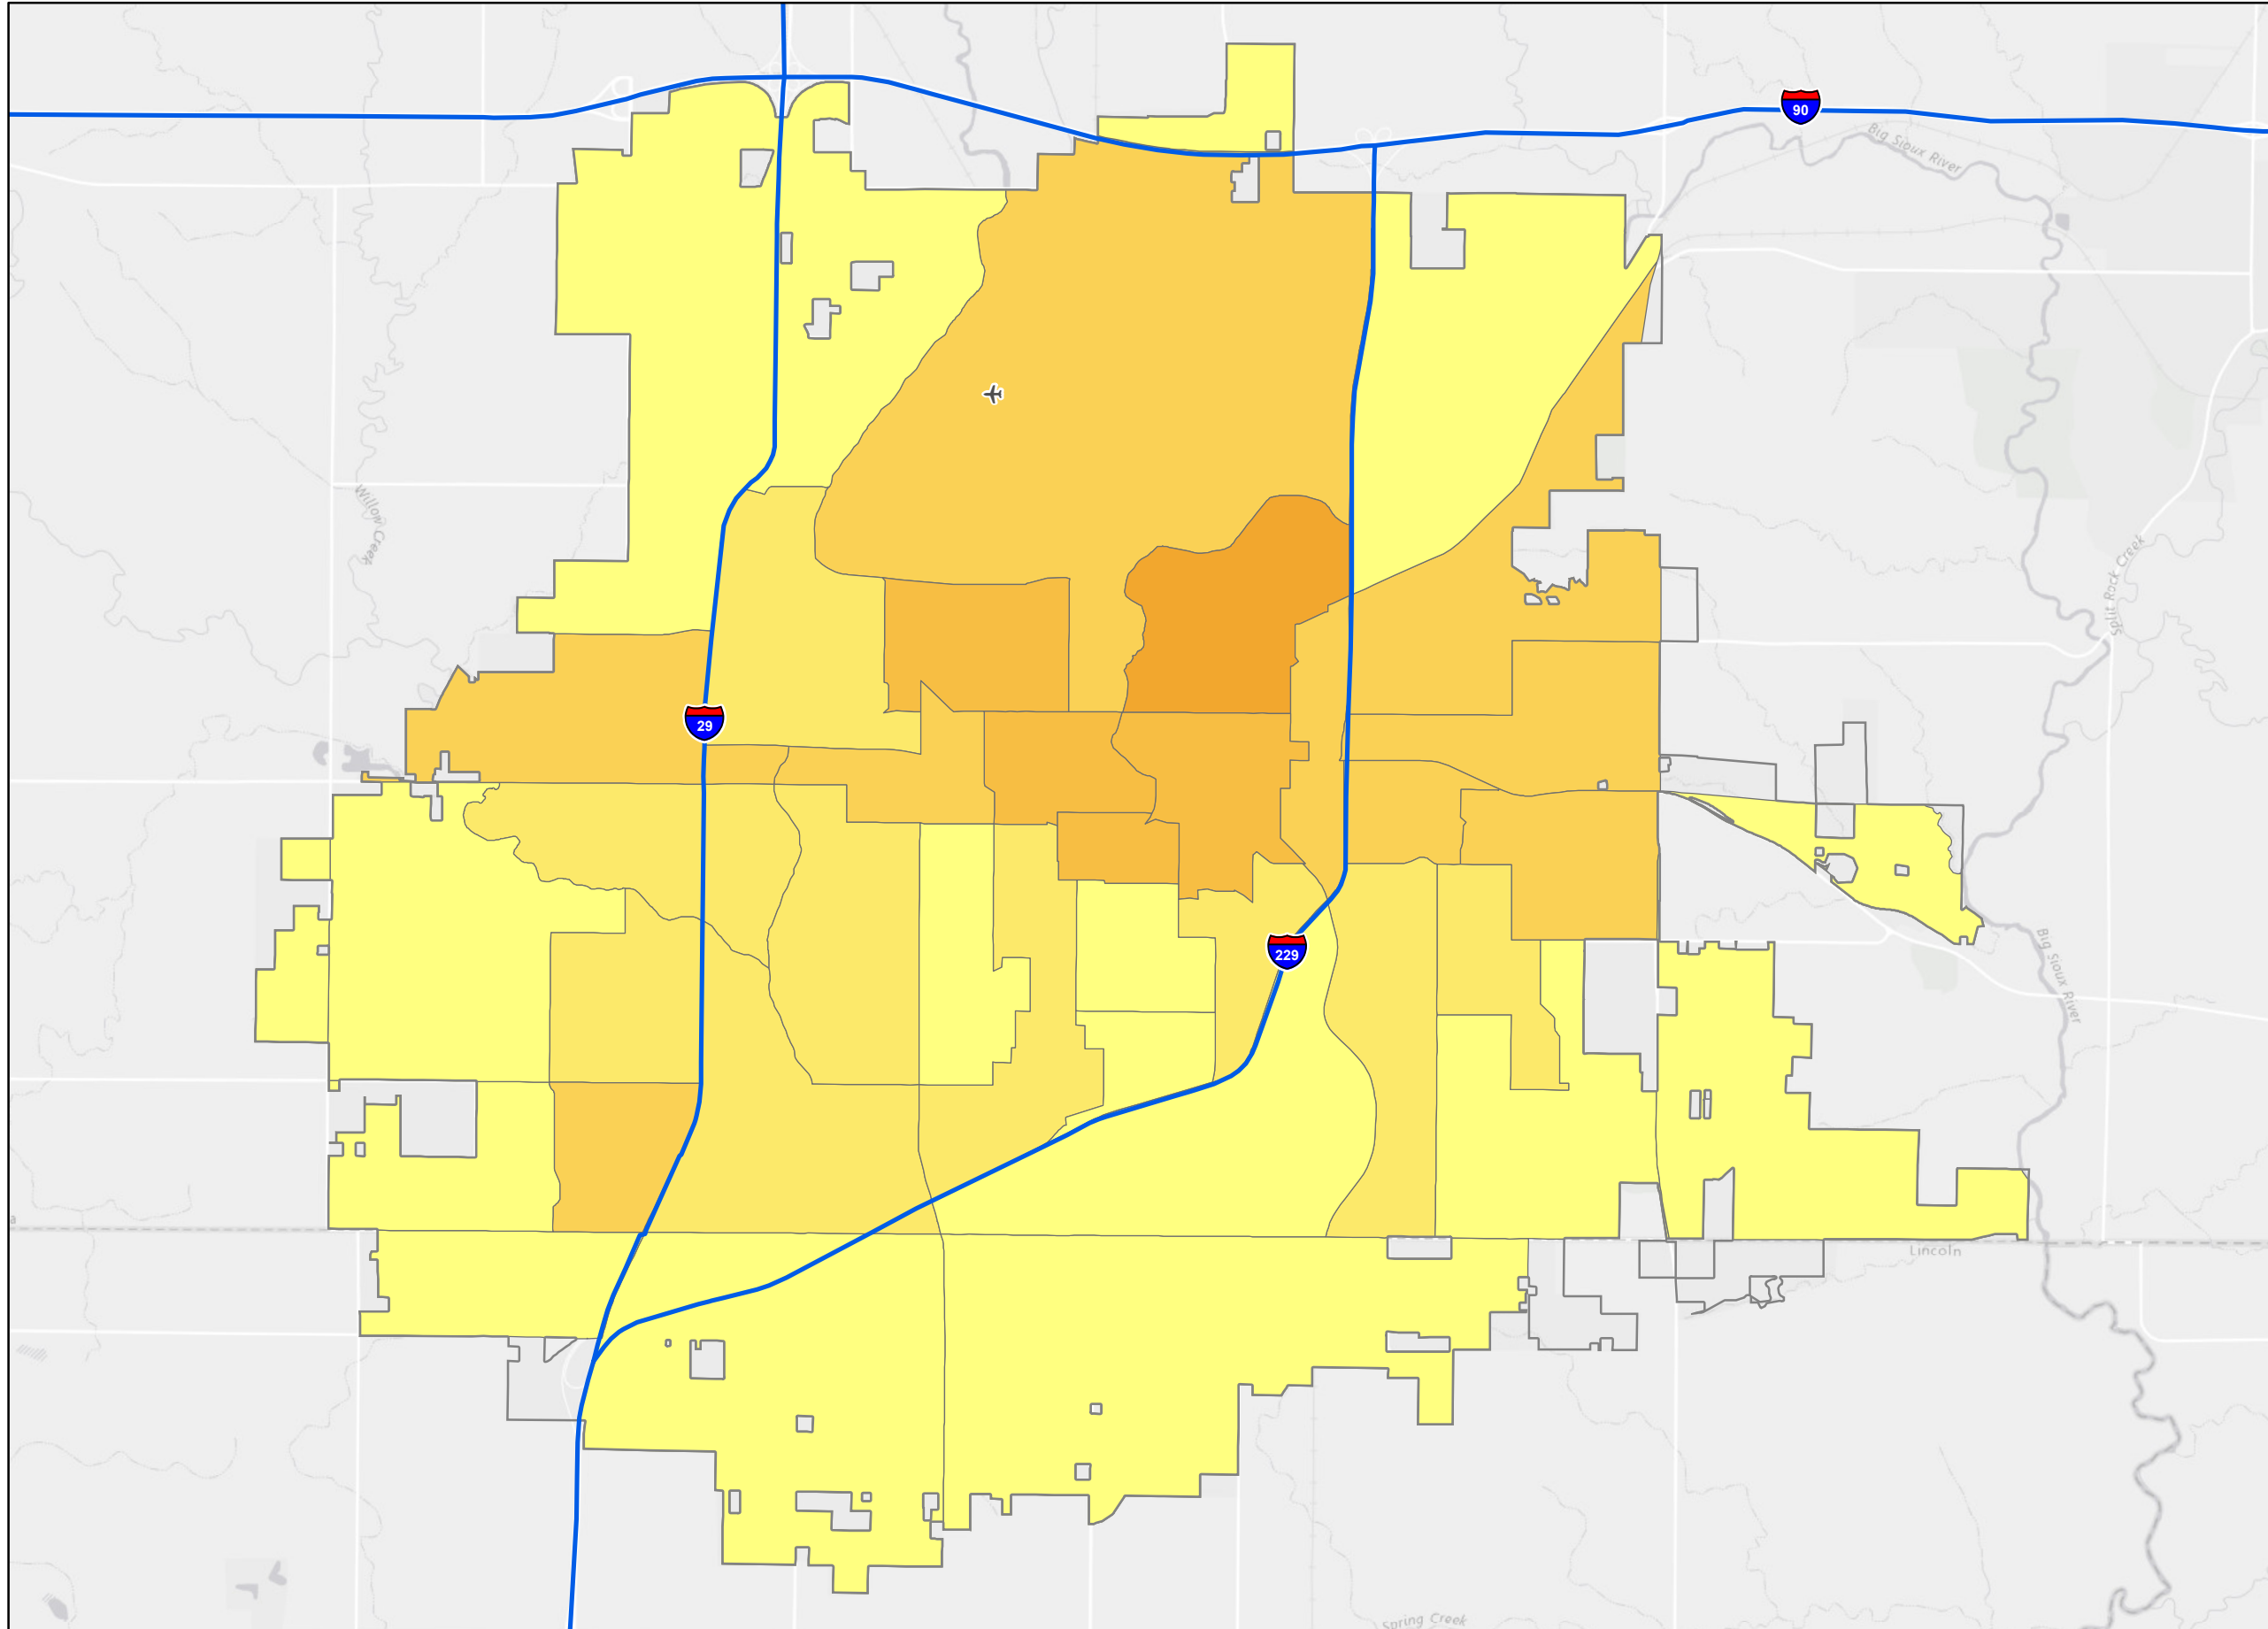 90
Big Sioux River
Willow Creek
Split Rock Creek
29
229
Big Sioux River
a
Lincoln
Spring Creek